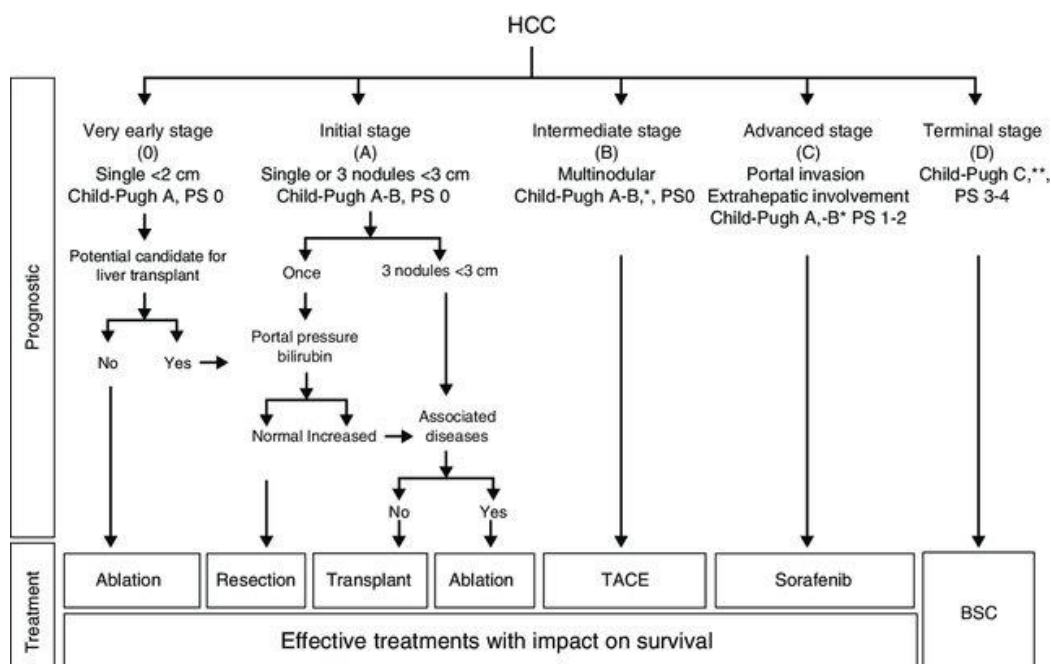 HCC
Prognostic
Very early stage
(0)
Single <2 cm
Child-Pugh A, PS 0
Initial stage
(A)
Single or 3 nodules <3 cm
Child-Pugh A-B, PS 0
Intermediate stage
(B)
Multinodular
Child-Pugh A-B,*, PS0
Advanced stage
(C)
Portal invasion
Extrahepatic involvement
Child-Pugh A,-B* PS 1-2
Terminal stage
(D)
Child-Pugh C,**,
PS 3-4
Potential candidate for
liver transplant
Once
3 nodules <3 cm
No
Yes
Portal pressure
bilirubin
Normal
Increased
Associated
diseases
No
Yes
Treatment
Ablation
Resection
Transplant
Ablation
TACE
Sorafenib
BSC
Effective treatments with impact on survival